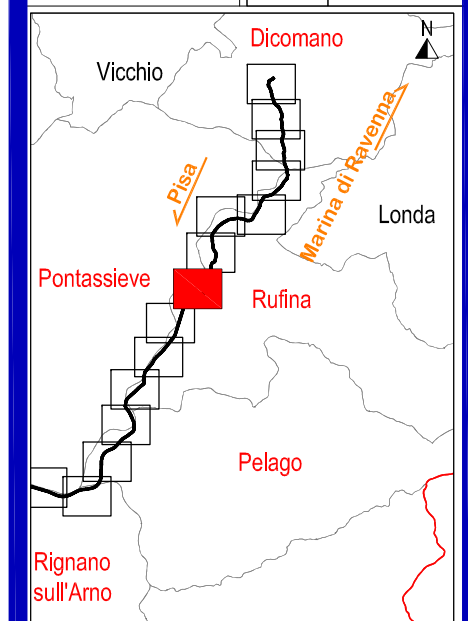 Dicomano
N
Vicchio
Marina di Ravenna
Pisa
Londa
Pontassieve
Rufina
Pelago
Rignano
sull'Arno